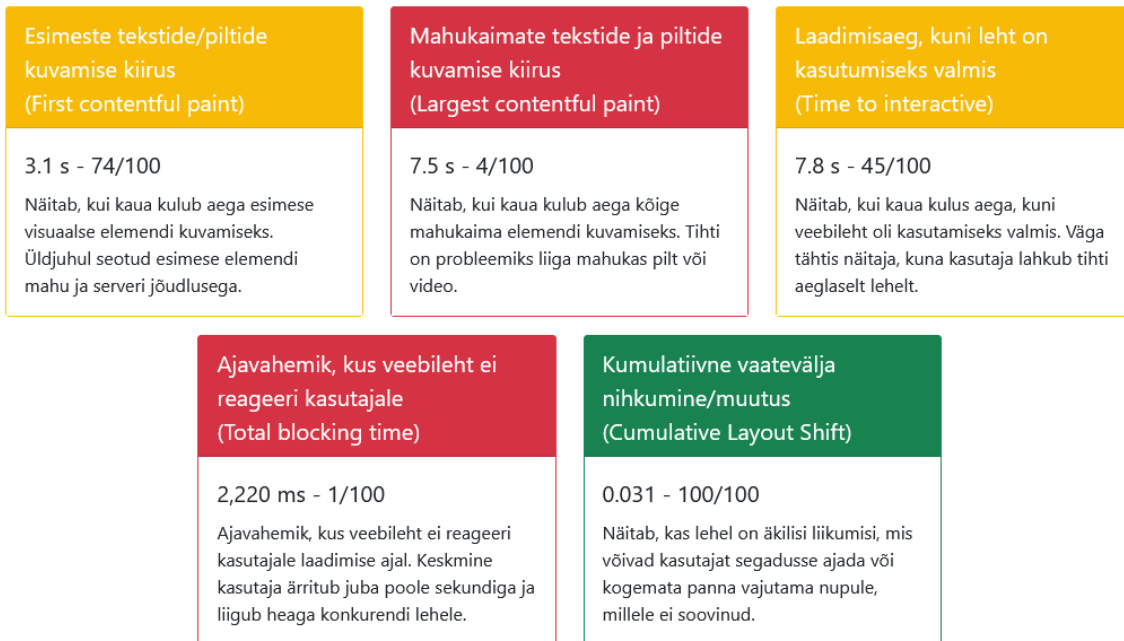 Esimeste tekstide/piltide
kuvamise kiirus
(First contentful paint)
3.1 s - 74/100
Näitab, kui kaua kulub aega esimese
visuaalse elemendi kuvamiseks.
Üldjuhul seotud esimese elemendi
mahu ja serveri jõudlusega.
Mahukaimate tekstide ja piltide
kuvamise kiirus
(Largest contentful paint)
7.5 s - 4/100
Näitab, kui kaua kulub aega kõige
mahukaima elemendi kuvamiseks. Tihti
on probleemiks liiga mahukas pilt või
video.
Laadimisaeg, kuni leht on
kasutumiseks valmis
(Time to interactive)
7.8 s - 45/100
Näitab, kui kaua kulus aega, kuni
veebileht oli kasutamiseks valmis. Väga
tähtis näitaja, kuna kasutaja lahkub tihti
aeglaselt lehelt.
Ajavahemik, kus veebileht ei
reageeri kasutajale
(Total blocking time)
2,220 ms - 1/100
Ajavahemik, kus veebileht ei reageeri
kasutajale laadimise ajal. Keskmine
kasutaja ärritub juba poole sekundiga ja
liigub heaga konkurendi lehele.
Kumulatiivne vaatevälja
nihkumine/muutus
(Cumulative Layout Shift)
0.031 - 100/100
Näitab, kas lehel on äkilisi liikumisi, mis
võivad kasutajat segadusse ajada või
kogemata panna vajutama nupule,
millele ei soovinud.